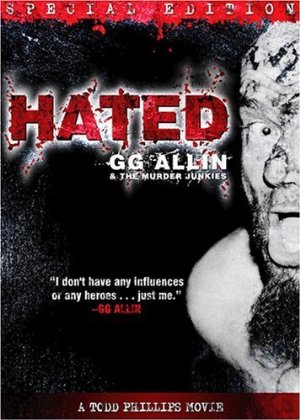 SPECIAL EDITION
HATED
GG ALLIN
& THE MURDER JUNKIES
"I don't have any influences
or any heroes . . . just me."
–GG ALLIN
A TODD PHILLIPS MOVIE